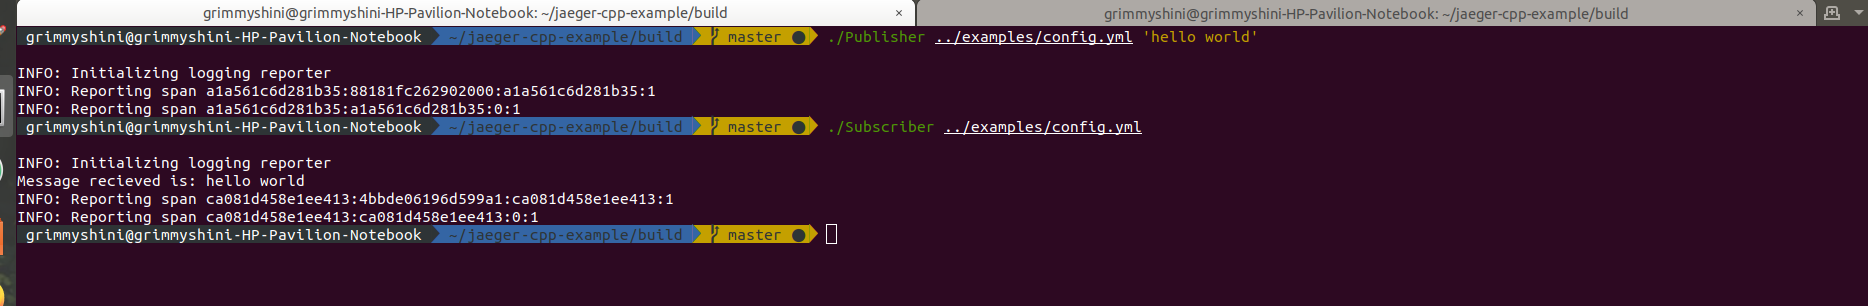 grimmyshini@grimmyshini-HP-Pavilion-Notebook: ~/jaeger-cpp-example/build × grimmyshini@grimmyshini-HP-Pavilion-Notebook: ~/jaeger-cpp-example/build ×
grimmyshini@grimmyshini-HP-Pavilion-Notebook ~/jaeger-cpp-example/build master ● ./Publisher ../examples/config.yml 'hello world'
INFO: Initializing logging reporter
INFO: Reporting span a1a561c6d281b35:88181fc262902000:a1a561c6d281b35:1
INFO: Reporting span a1a561c6d281b35:a1a561c6d281b35:0:1
grimmyshini@grimmyshini-HP-Pavilion-Notebook ~/jaeger-cpp-example/build master ● ./Subscriber ../examples/config.yml
INFO: Initializing logging reporter
Message recieved is: hello world
INFO: Reporting span ca081d458e1ee413:4bbde06196d599a1:ca081d458e1ee413:1
INFO: Reporting span ca081d458e1ee413:ca081d458e1ee413:0:1
grimmyshini@grimmyshini-HP-Pavilion-Notebook ~/jaeger-cpp-example/build master ●